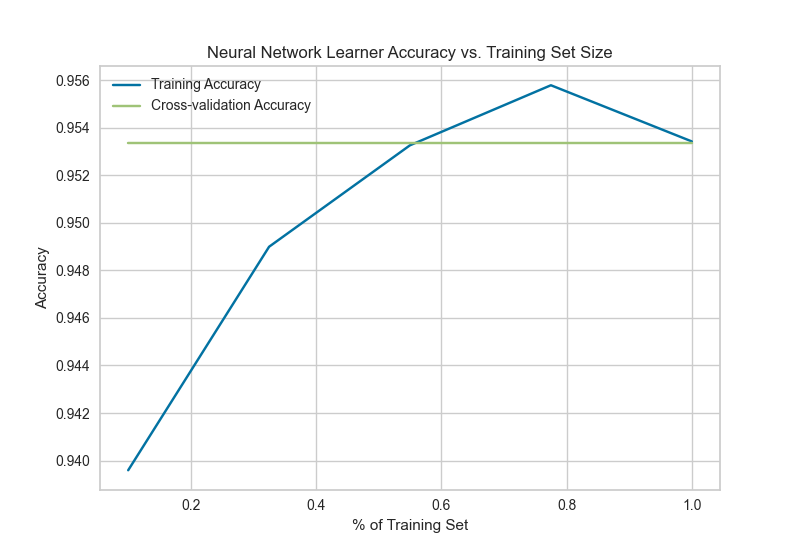 Neural Network Learner Accuracy vs. Training Set Size
Training Accuracy
Cross-validation Accuracy
0.956
0.954
0.952
0.950
0.948
0.946
0.944
0.942
0.940
Accuracy
0.2
0.4
0.6
0.8
1.0
% of Training Set